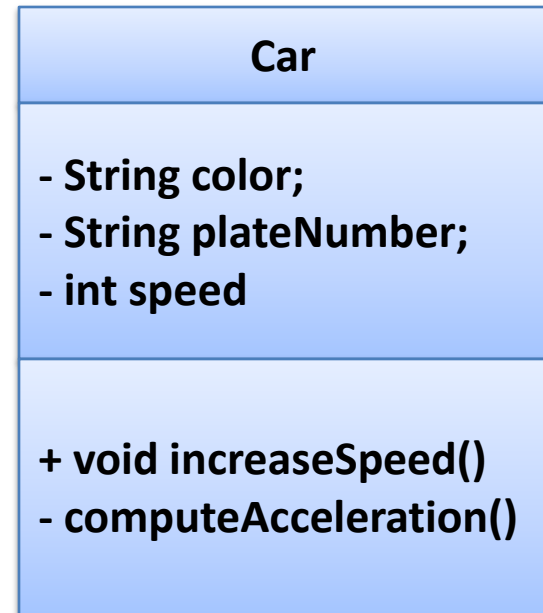 Car
- String color;
- String plateNumber;
- int speed
+ void increaseSpeed()
- computeAcceleration()